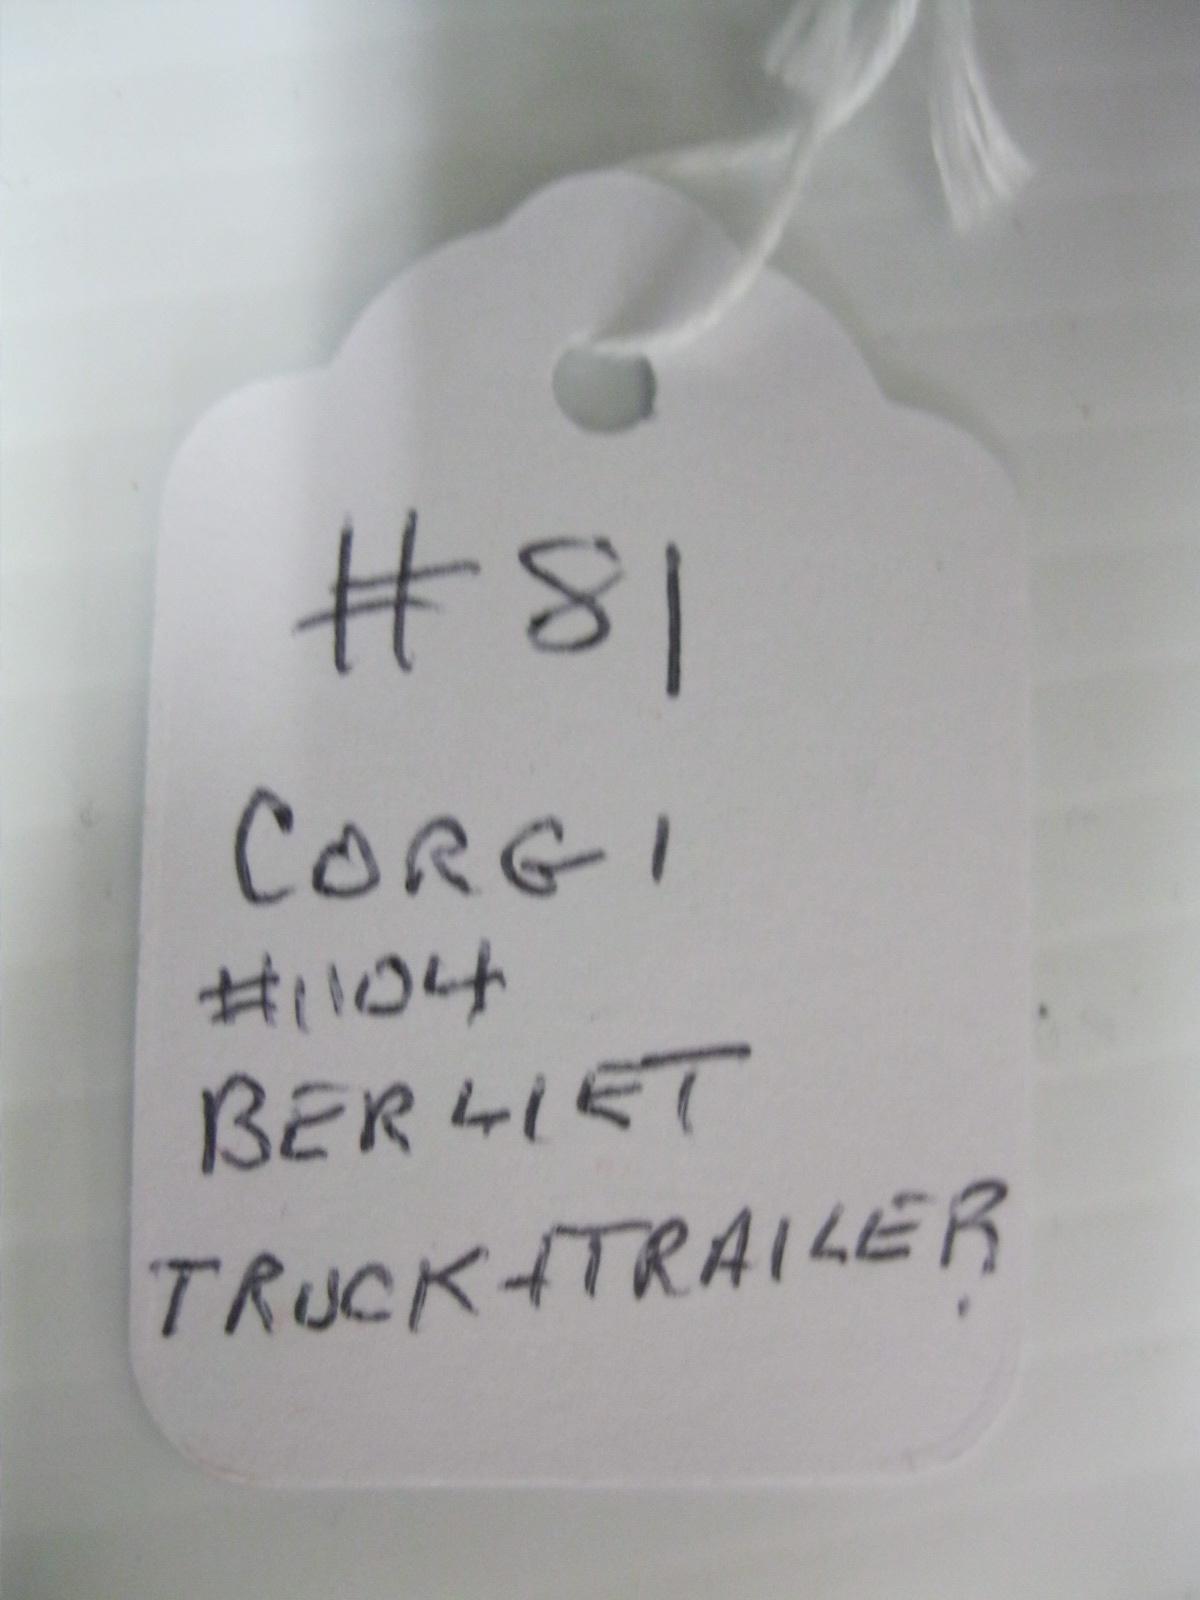 #81
CORGI
#1104
BERLIET
TRUCK+TRAILER.